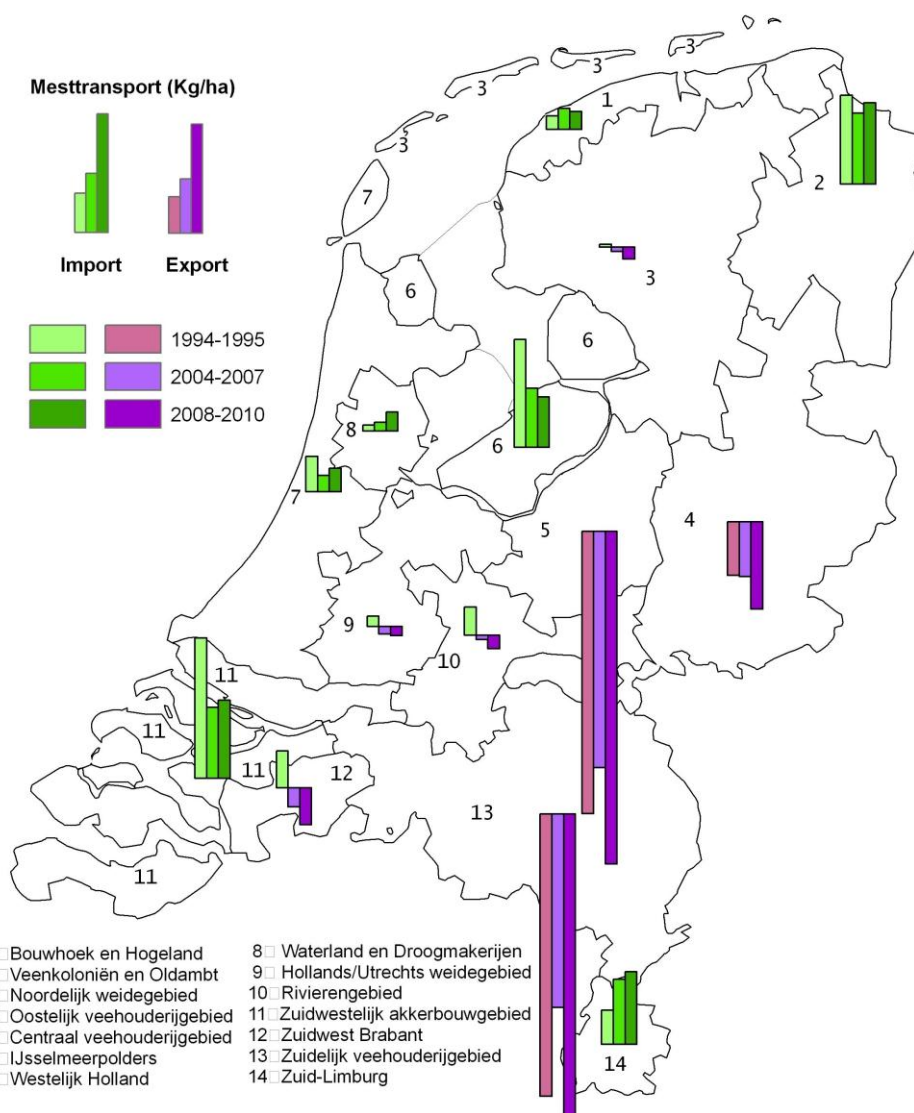 Mesttransport (Kg/ha)
Import Export
1994-1995
2004-2007
2008-2010
3
3
3
3
1
2
7
3
6
6
8
6
7
5
4
9
10
11
11
11
12
13
11
14
Bouwhoek en Hogeland
Veenkoloniën en Oldambt
Noordelijk weidegebied
Oostelijk veehouderijgebied
Centraal veehouderijgebied
IJsselmeerpolders
Westelijk Holland
8 Waterland en Droogmakerijen
9 Hollands/Utrechts weidegebied
10 Rivierengebied
11 Zuidwestelijk akkerbouwgebied
12 Zuidwest Brabant
13 Zuidelijk veehouderijgebied
14 Zuid-Limburg